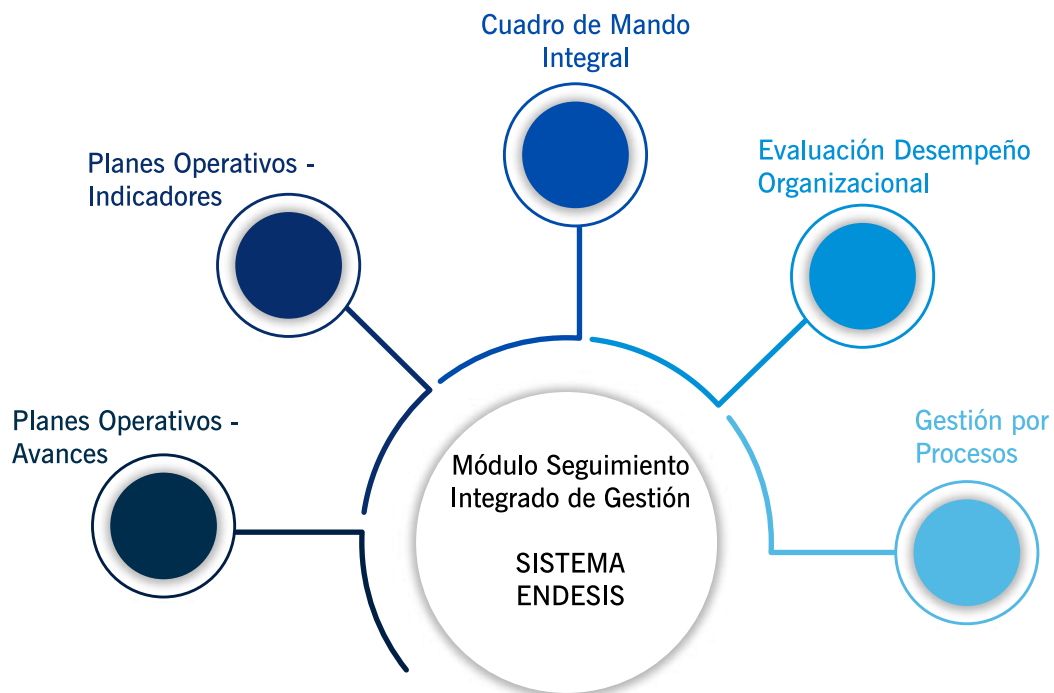 Cuadro de Mando
Integral
Planes Operativos -
Indicadores
Evaluación Desempeño
Organizacional
Planes Operativos -
Avances
Gestión por
Procesos
Módulo Seguimiento
Integrado de Gestión
SISTEMA
ENDESIS